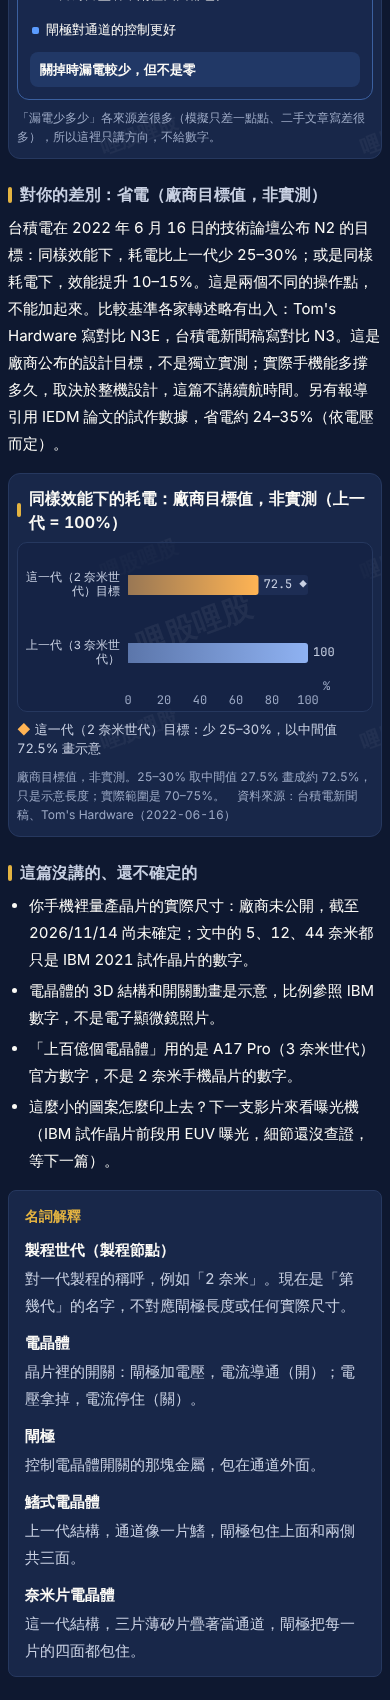 閘極對通道的控制更好
關掉時漏電較少，但不是零
「漏電少多少」各來源差很多（模擬只差一點點、二手文章寫差很
多），所以這裡只講方向，不給數字。
對你的差別：省電（廠商目標值，非實測）
台積電在 2022 年 6 月 16 日的技術論壇公布 N2 的目
標：同樣效能下，耗電比上一代少 25–30%；或是同樣
耗電下，效能提升 10–15%。這是兩個不同的操作點，
不能加起來。比較基準各家轉述略有出入：Tom's
Hardware 寫對比 N3E，台積電新聞稿寫對比 N3。這是
廠商公布的設計目標，不是獨立實測；實際手機能多撐
多久，取決於整機設計，這篇不講續航時間。另有報導
引用 IEDM 論文的試作數據，省電約 24–35%（依電壓
而定）。
同樣效能下的耗電：廠商目標值，非實測（上一
代 = 100%）
這一代（2 奈米世
代）目標
72.5 ◆
上一代（3 奈米世
代）
100
%
0 20 40 60 80 100
◆ 這一代（2 奈米世代）目標：少 25–30%，以中間值
72.5% 畫示意
廠商目標值，非實測。25–30% 取中間值 27.5% 畫成約 72.5%，
只是示意長度；實際範圍是 70–75%。 資料來源：台積電新聞
稿、Tom's Hardware（2022-06-16）
哩股哩股
這篇沒講的、還不確定的
你手機裡量產晶片的實際尺寸：廠商未公開，截至
2026/11/14 尚未確定；文中的 5、12、44 奈米都
只是 IBM 2021 試作晶片的數字。
電晶體的 3D 結構和開關動畫是示意，比例參照 IBM
數字，不是電子顯微鏡照片。
「上百億個電晶體」用的是 A17 Pro（3 奈米世代）
官方數字，不是 2 奈米手機晶片的數字。
這麼小的圖案怎麼印上去？下一支影片來看曝光機
（IBM 試作晶片前段用 EUV 曝光，細節還沒查證，
等下一篇）。
名詞解釋
製程世代（製程節點）
對一代製程的稱呼，例如「2 奈米」。現在是「第
幾代」的名字，不對應閘極長度或任何實際尺寸。
電晶體
晶片裡的開關：閘極加電壓，電流導通（開）；電
壓拿掉，電流停住（關）。
閘極
控制電晶體開關的那塊金屬，包在通道外面。
鰭式電晶體
上一代結構，通道像一片鰭，閘極包住上面和兩側
共三面。
奈米片電晶體
這一代結構，三片薄矽片疊著當通道，閘極把每一
片的四面都包住。